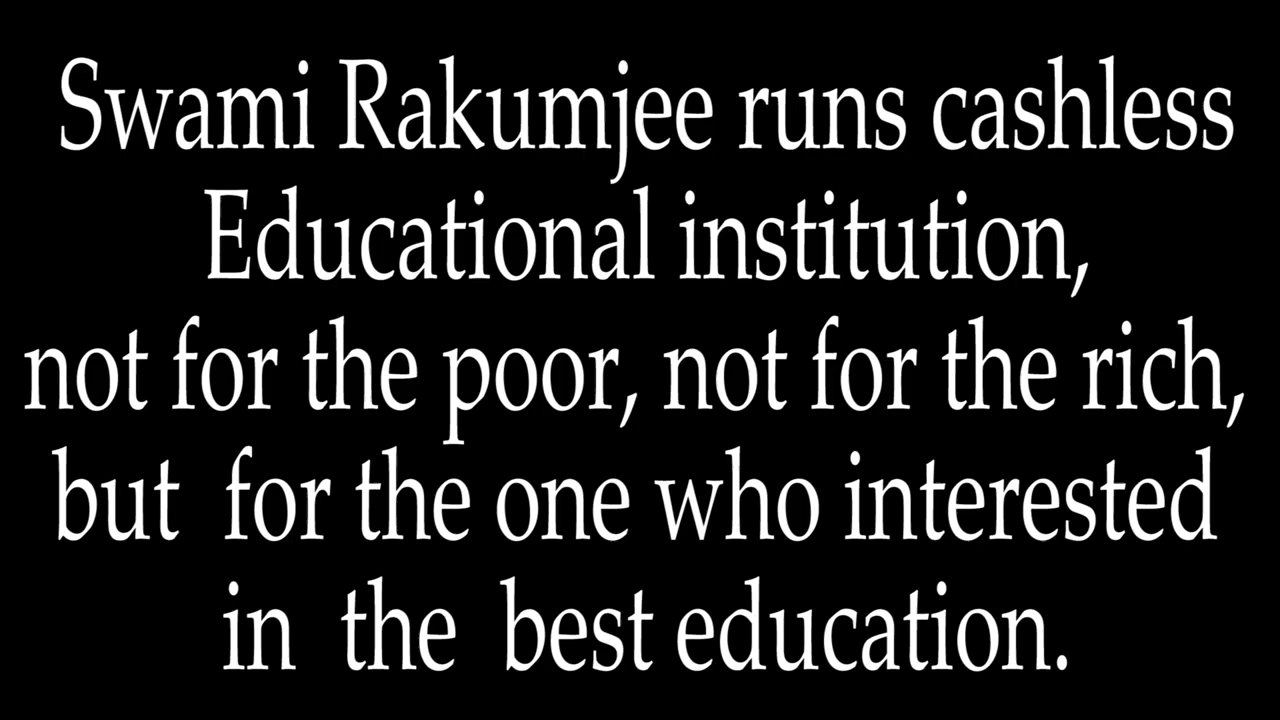 Swami Rakumjee runs cashless
Educational institution,
not for the poor, not for the rich,
but for the one who interested
in the best education.